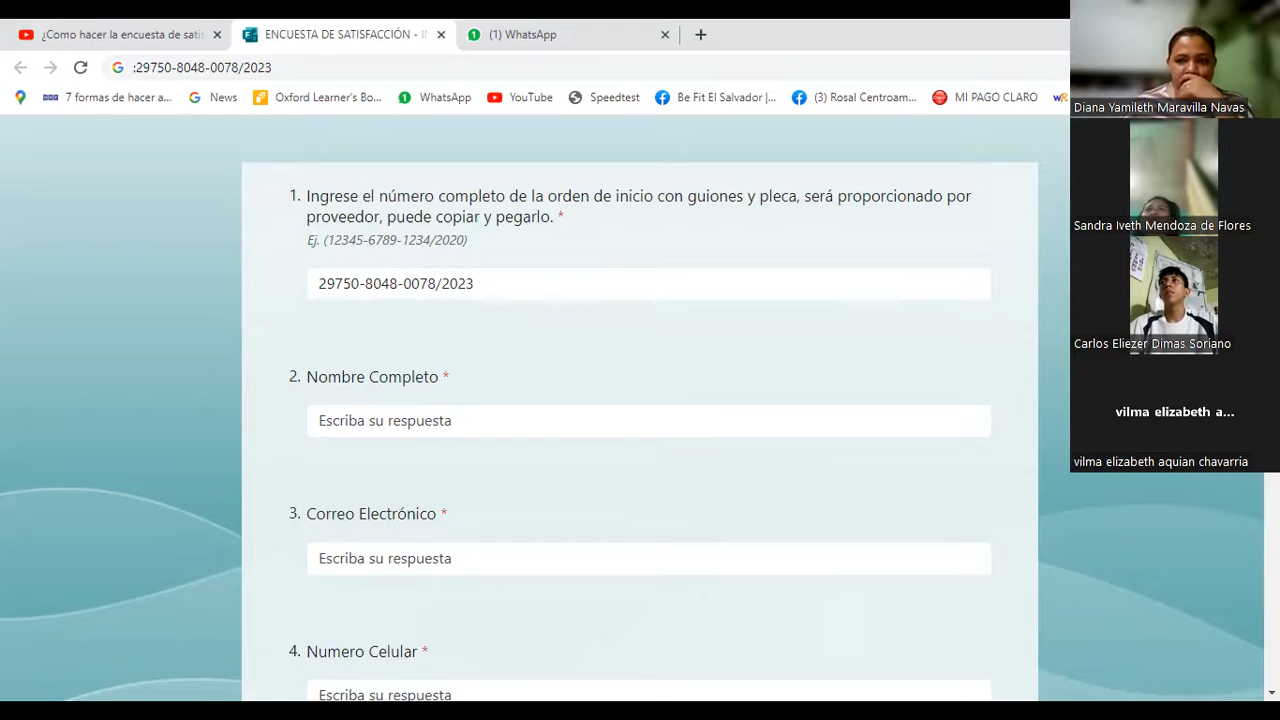 ¿Como hacer la encuesta de sati
ENCUESTA DE SATISFACCIÓN - I
(1) WhatsApp
:29750-8048-0078/2023
7 formas de hacer a...
News
Oxford Learner's Bo...
WhatsApp
YouTube
Speedtest
Be Fit El Salvador |...
(3) Rosal Centroam...
MI PAGO CLARO
1. Ingrese el número completo de la orden de inicio con guiones y pleca, será proporcionado por
proveedor, puede copiar y pegarlo. *
Ej. (12345-6789-1234/2020)
29750-8048-0078/2023
2. Nombre Completo *
Escriba su respuesta
3. Correo Electrónico *
Escriba su respuesta
4. Numero Celular *
Escriba su respuesta
Diana Yamileth Maravilla Navas
Sandra Iveth Mendoza de Flores
Carlos Eliezer Dimas Soriano
vilma elizabeth a...
vilma elizabeth aquian chavarria